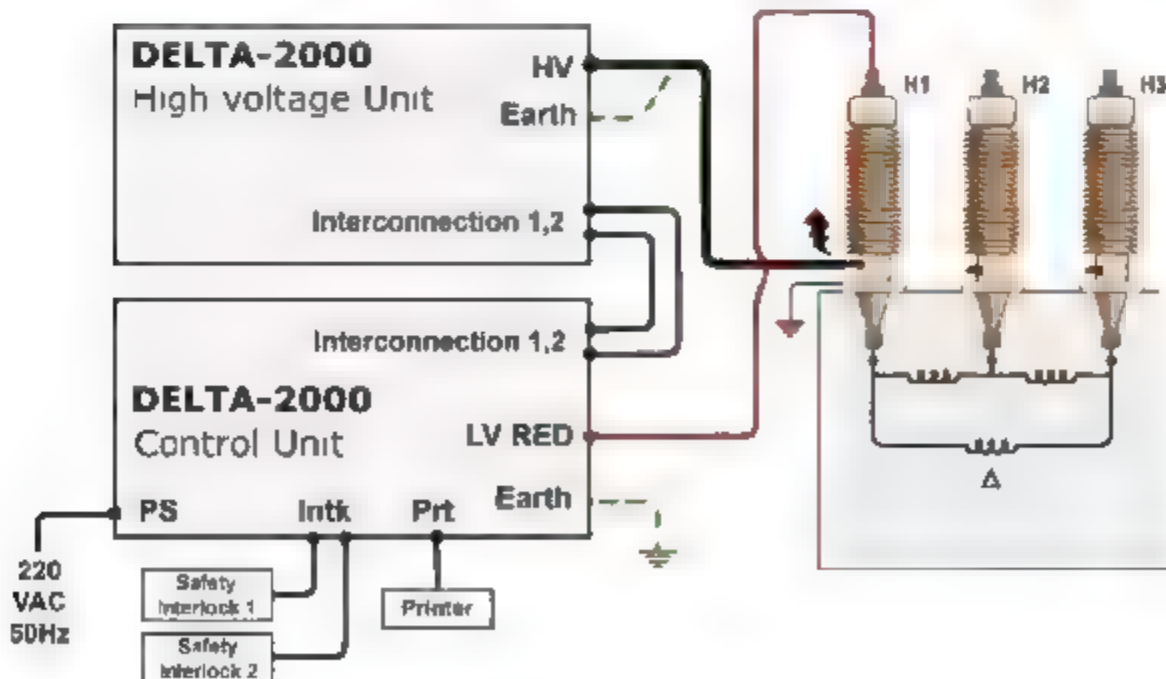 DELTA-2000
High voltage Unit
HV
Earth
Interconnection 1,2
H1
H2
H3
Interconnection 1,2
DELTA-2000
Control Unit
LV RED
Earth
PS
Intk
Prt
220
VAC
50Hz
Safety
Interlock 1
Safety
Interlock 2
Printer
Δ